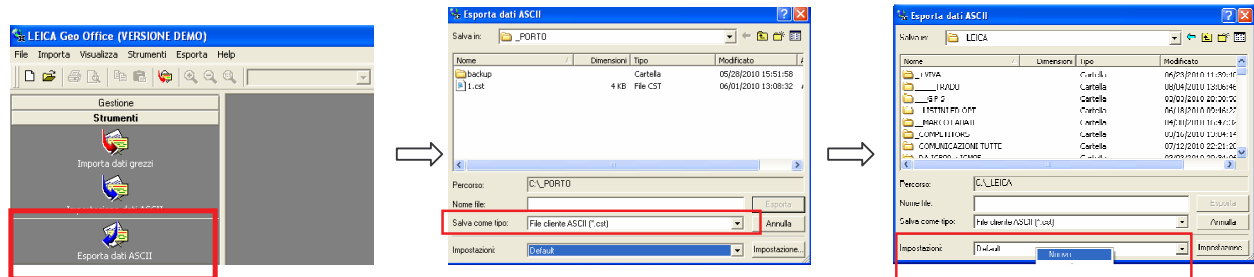 LEICA Geo Office (VERSIONE DEMO)
File Importa Visualizza Strumenti Esporta Help
Gestione
Strumenti
Importa dati grezzi
Esporta dati ASCII
Esporta dati ASCII
Salva in: _PORTO
Nome Dimensioni Tipo Modificato
backup Cartella 05/28/2010 15:51:58
1.cst 4 KB File CST 06/01/2010 13:08:32
Percorso: C:\_PORTO
Nome file: Esporta
Salva come tipo: File cliente ASCII (*.cst) Annulla
Impostazioni: Default Impostazione...
Esporta dati ASCII
Salva in: LEICA
Nome Dimensioni Tipo Modificato
Cartella
Cartella
Cartella
Cartella
Cartella
COMPETITORS Cartella
COMUNICAZIONI TUTTE Cartella 07/12/2010
Percorso: C:\_LEICA
Nome file: Esporta
Salva come tipo: File cliente ASCII (*.cst) Annulla
Impostazioni: Default Impostazione
Nuovo